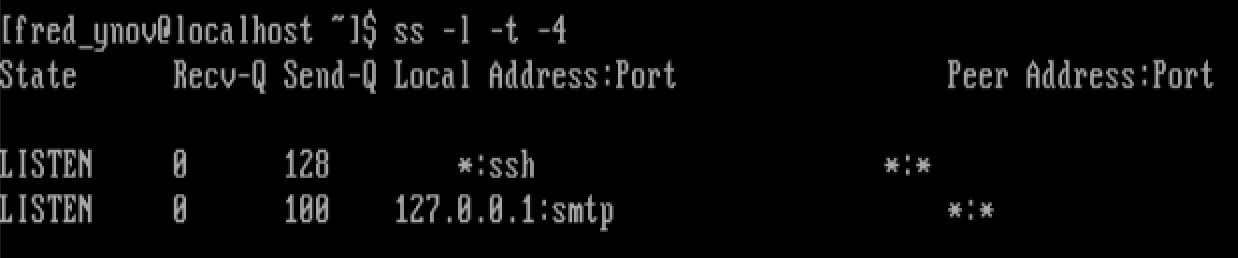 [fred_ynov@localhost ~]$ ss -l -t -4
State Recv-Q Send-Q Local Address:Port Peer Address:Port
LISTEN 0 128 *:ssh *:*
LISTEN 0 100 127.0.0.1:smtp *:*